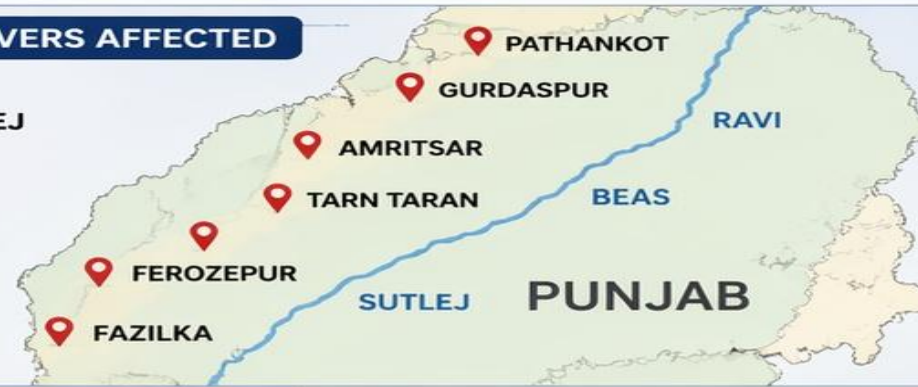 VERS AFFECTED
EJ
PATHANKOT
GURDASPUR
RAVI
AMRITSAR
BEAS
TARN TARAN
FEROZEPUR
SUTLEJ
PUNJAB
FAZILKA